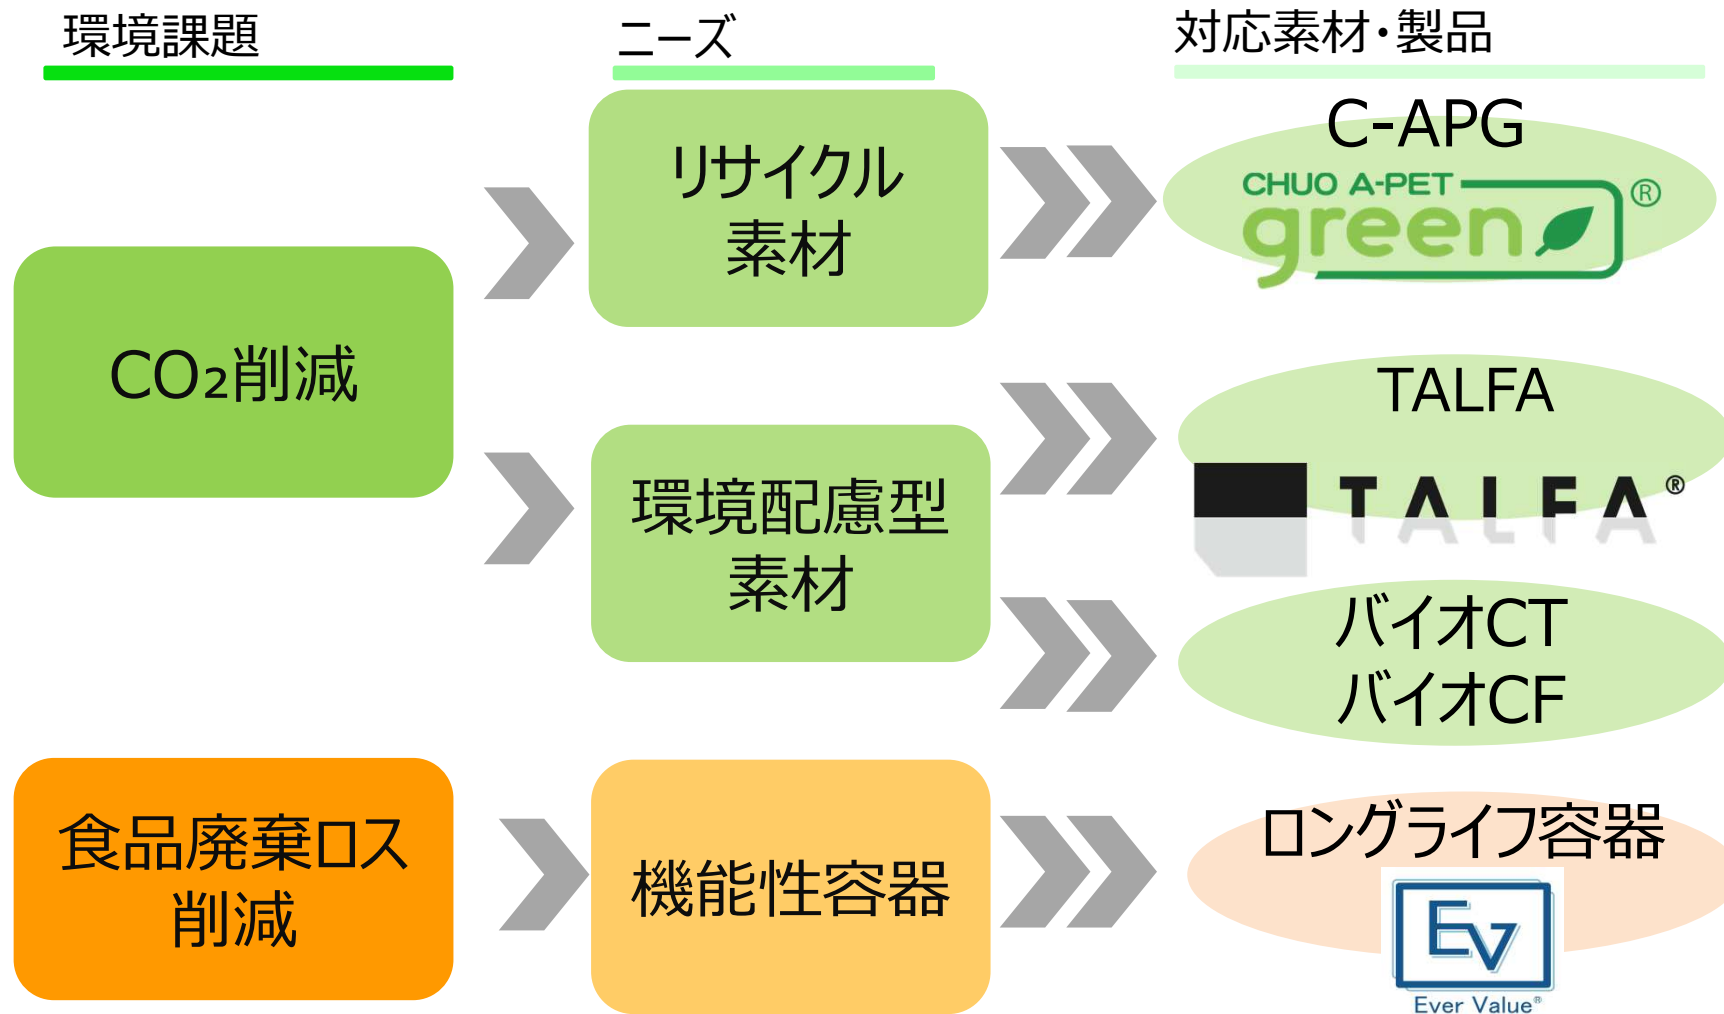 環境課題
ニーズ
対応素材・製品
CO₂削減
リサイクル
素材
C-APG
CHUO A-PET
green®
環境配慮型
素材
TALFA
TALFA®
バイオCT
バイオCF
食品廃棄ロス
削減
機能性容器
ロングライフ容器
EV
Ever Value®